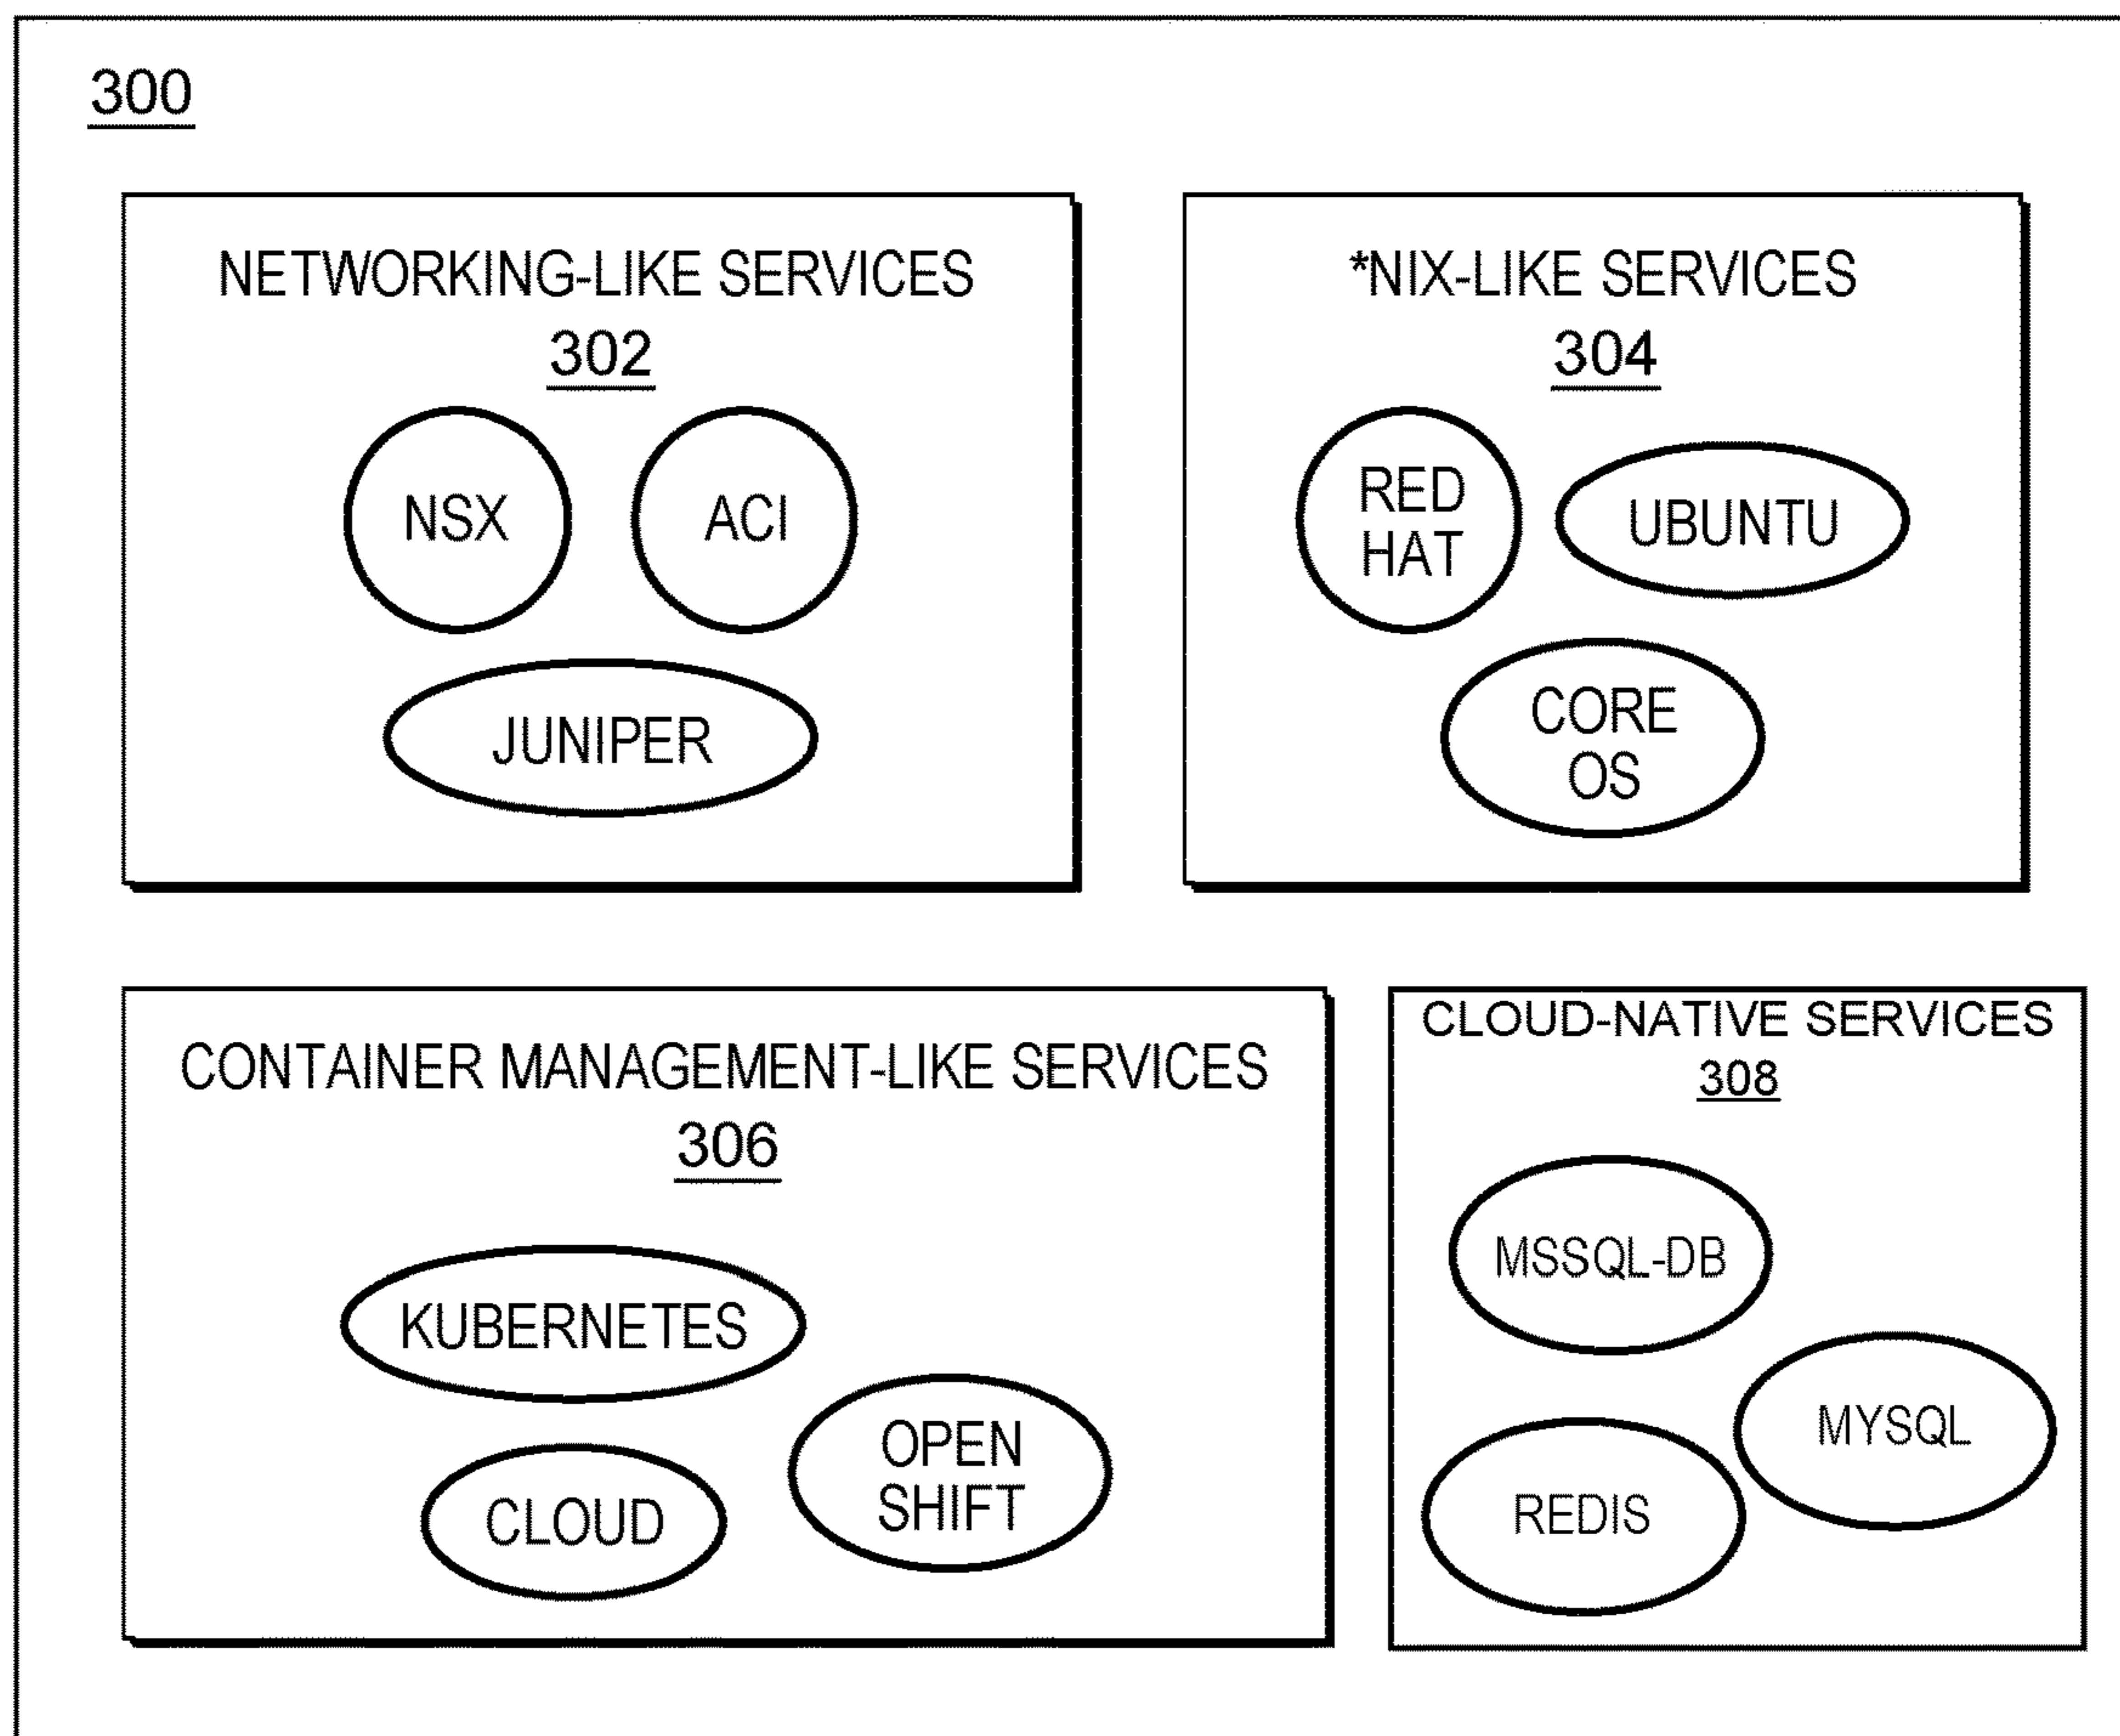 300
NETWORKING-LIKE SERVICES
302
NSX
ACI
JUNIPER
*NIX-LIKE SERVICES
304
RED
HAT
UBUNTU
CORE
OS
CONTAINER MANAGEMENT-LIKE SERVICES
306
KUBERNETES
OPEN
SHIFT
CLOUD
CLOUD-NATIVE SERVICES
308
MSSQL-DB
MYSQL
REDIS